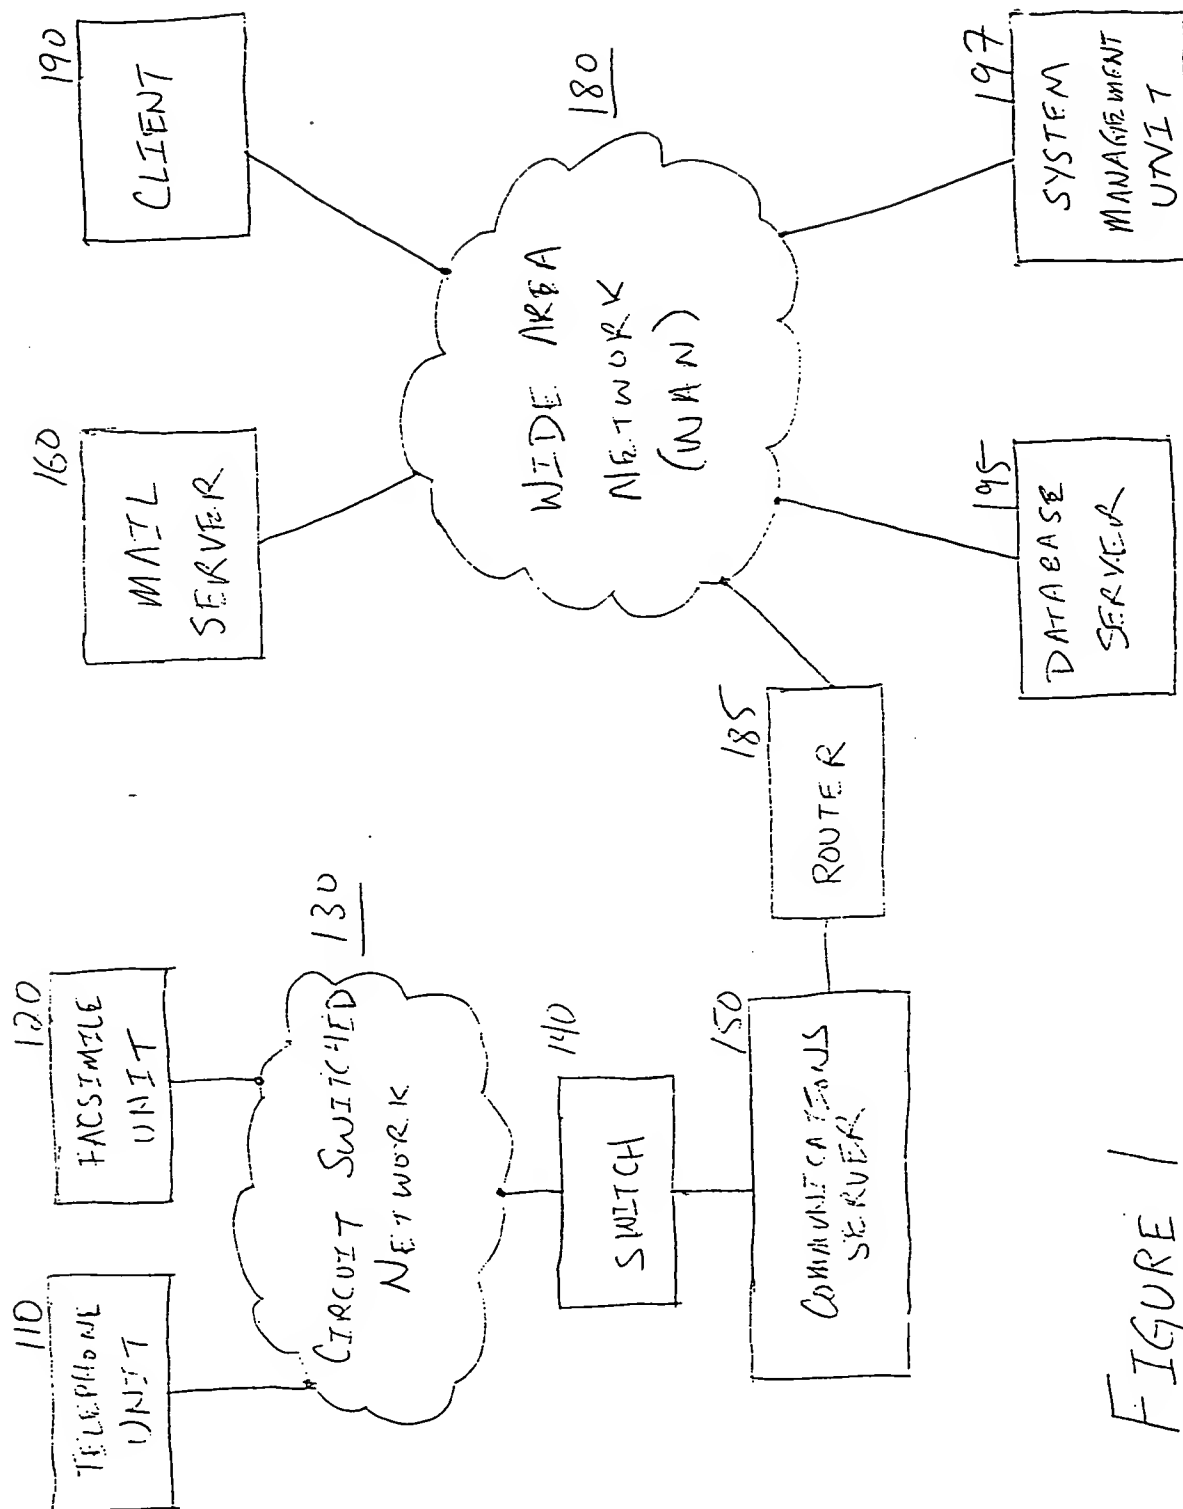 110
TELEPHONE
UNIT
120
FACSIMILE
UNIT
160
MAIL
SERVER
190
CLIENT
CIRCUIT SWITCHED
NETWORK
130
WIDE AREA
NETWORK
(WAN)
180
140
SWITCH
150
COMMUNICATIONS
SERVER
185
ROUTER
195
DATABASE
SERVER
197
SYSTEM
MANAGEMENT
UNIT
FIGURE 1